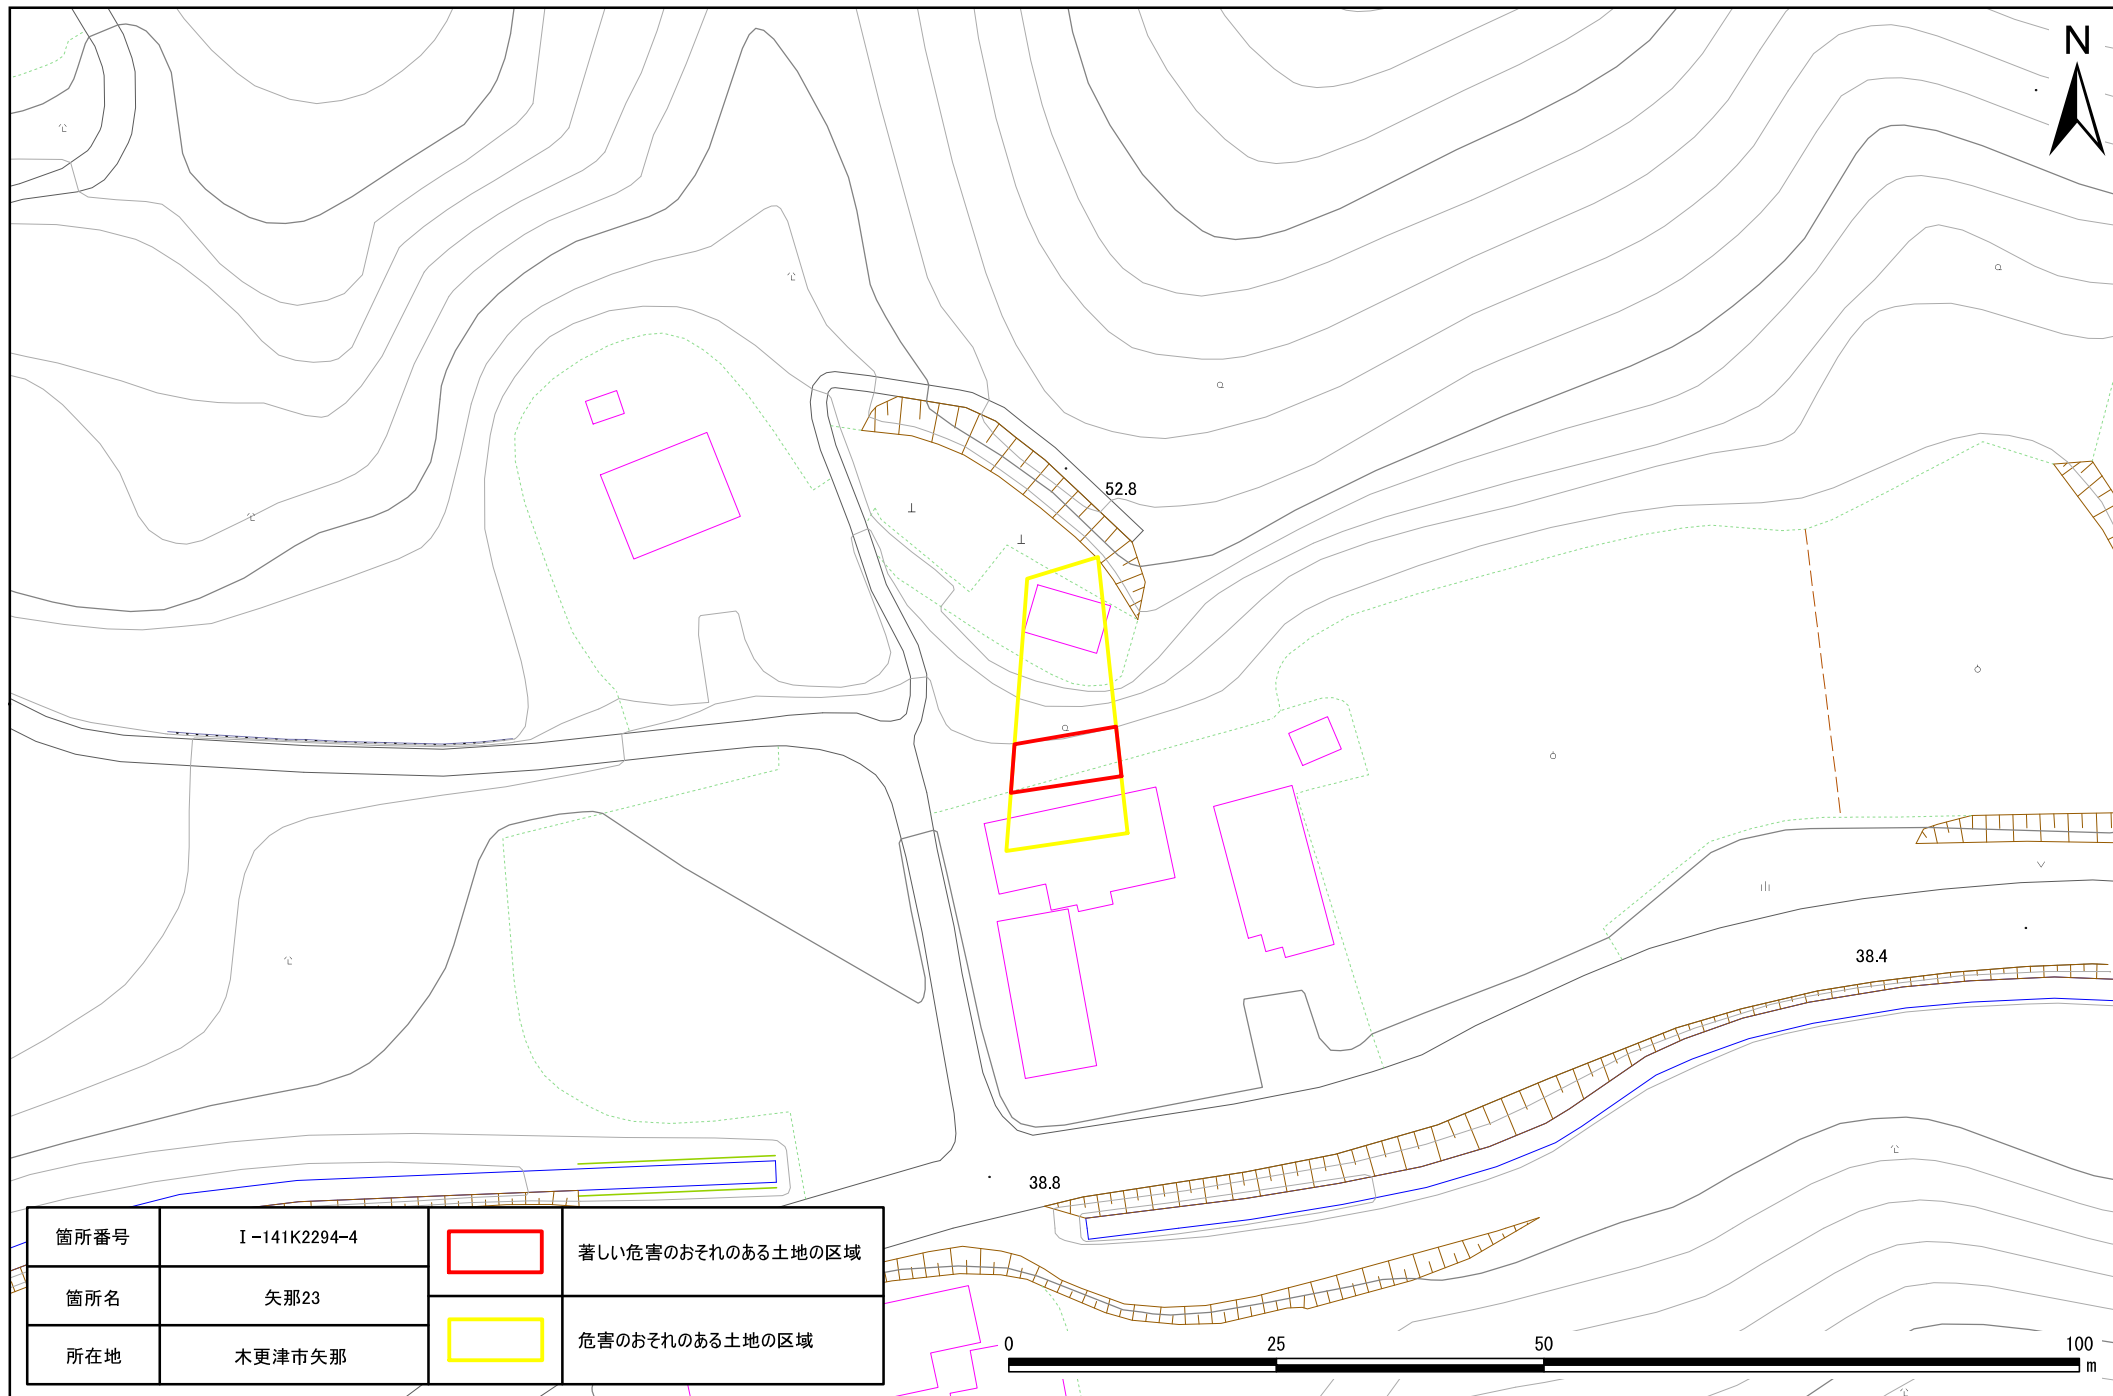 N
52.8
38.4
38.8
箇所番号
Ⅰ-141K2294-4
著しい危害のおそれのある土地の区域
箇所名
矢那23
危害のおそれのある土地の区域
所在地
木更津市矢那
0 25 50 100
m